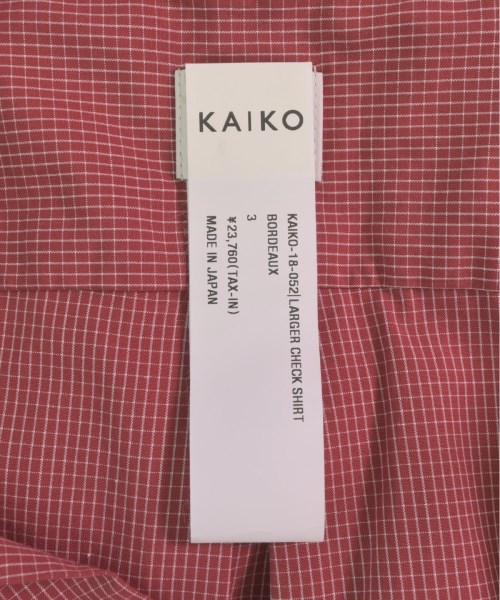 KAIKO
KAIKO-18-052|LARGER CHECK SHIRT
BORDEAUX
3
¥23,760(TAX-IN)
MADE IN JAPAN